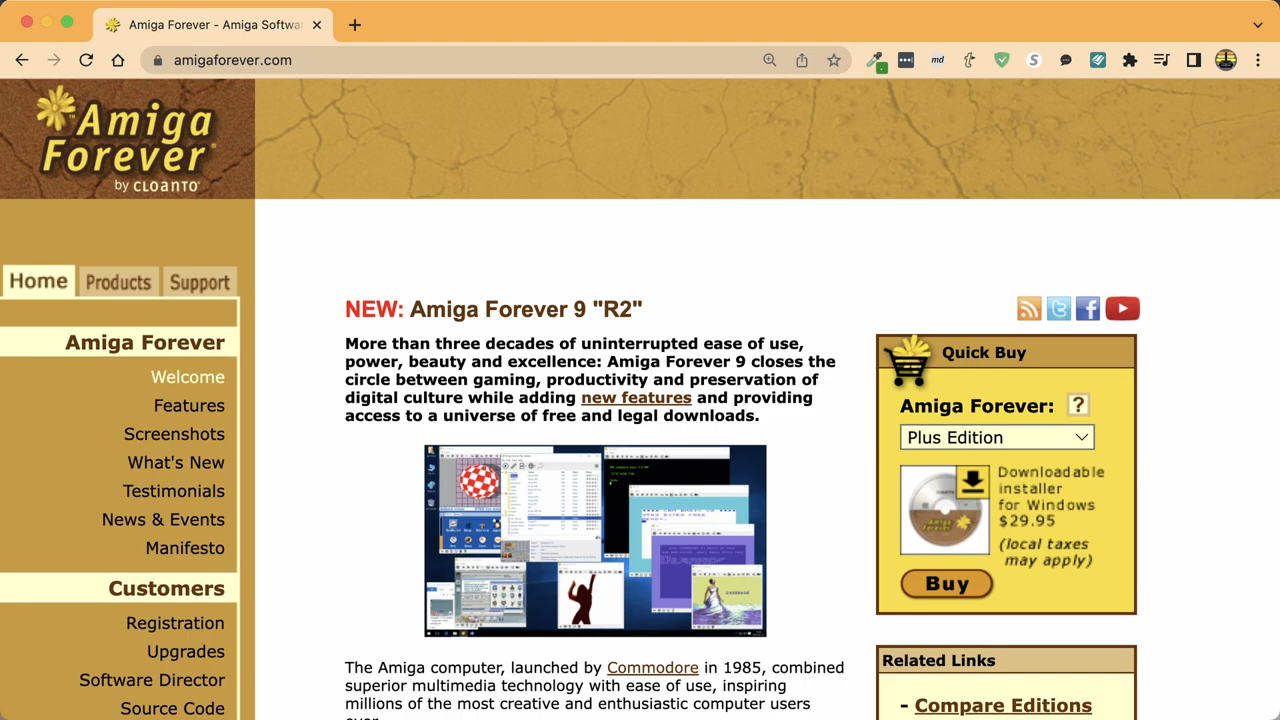 Amiga Forever - Amiga Softwa
amigaforever.com
md
S
Amiga
Forever
by CLOANTO
Home
Products
Support
Amiga Forever
Welcome
Features
Screenshots
What's New
Testimonials
News & Events
Manifesto
Customers
Registration
Upgrades
Software Director
Source Code
NEW: Amiga Forever 9 "R2"
More than three decades of uninterrupted ease of use,
power, beauty and excellence: Amiga Forever 9 closes the
circle between gaming, productivity and preservation of
digital culture while adding new features and providing
access to a universe of free and legal downloads.
The Amiga computer, launched by Commodore in 1985, combined
superior multimedia technology with ease of use, inspiring
millions of the most creative and enthusiastic computer users
Quick Buy
Amiga Forever: ?
Plus Edition
Downloadable
installer
for Windows
$29.95
(local taxes
may apply)
Buy
Related Links
- Compare Editions